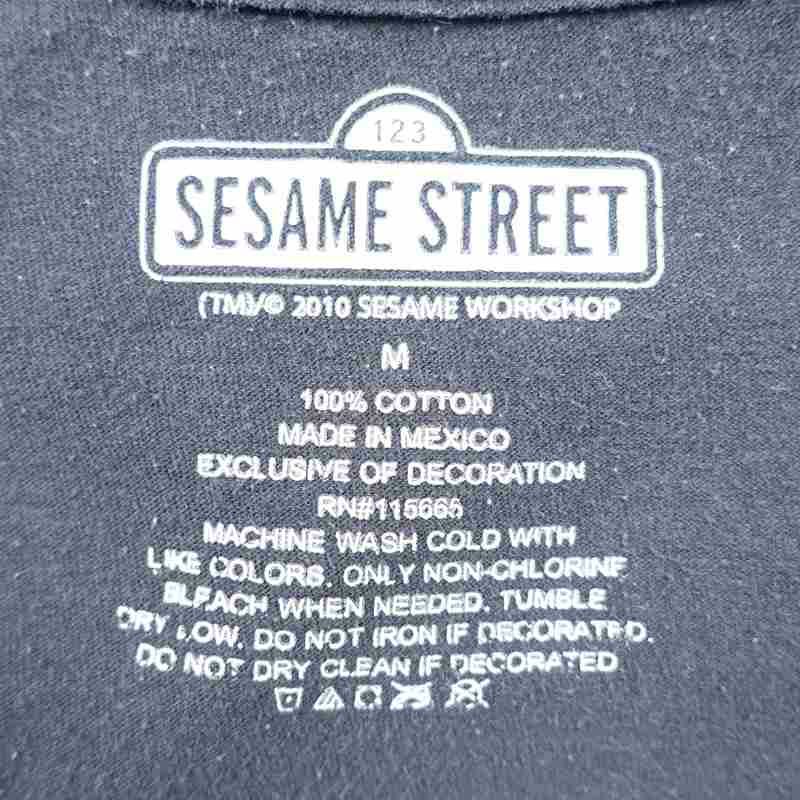 123
SESAME STREET
(TM)/© 2010 SESAME WORKSHOP
M
100% COTTON
MADE IN MEXICO
EXCLUSIVE OF DECORATION
RN#115665
MACHINE WASH COLD WITH
LIKE COLORS. ONLY NON-CHLORINE
BLEACH WHEN NEEDED. TUMBLE
DRY LOW. DO NOT IRON IF DECORATED.
DO NOT DRY CLEAN IF DECORATED